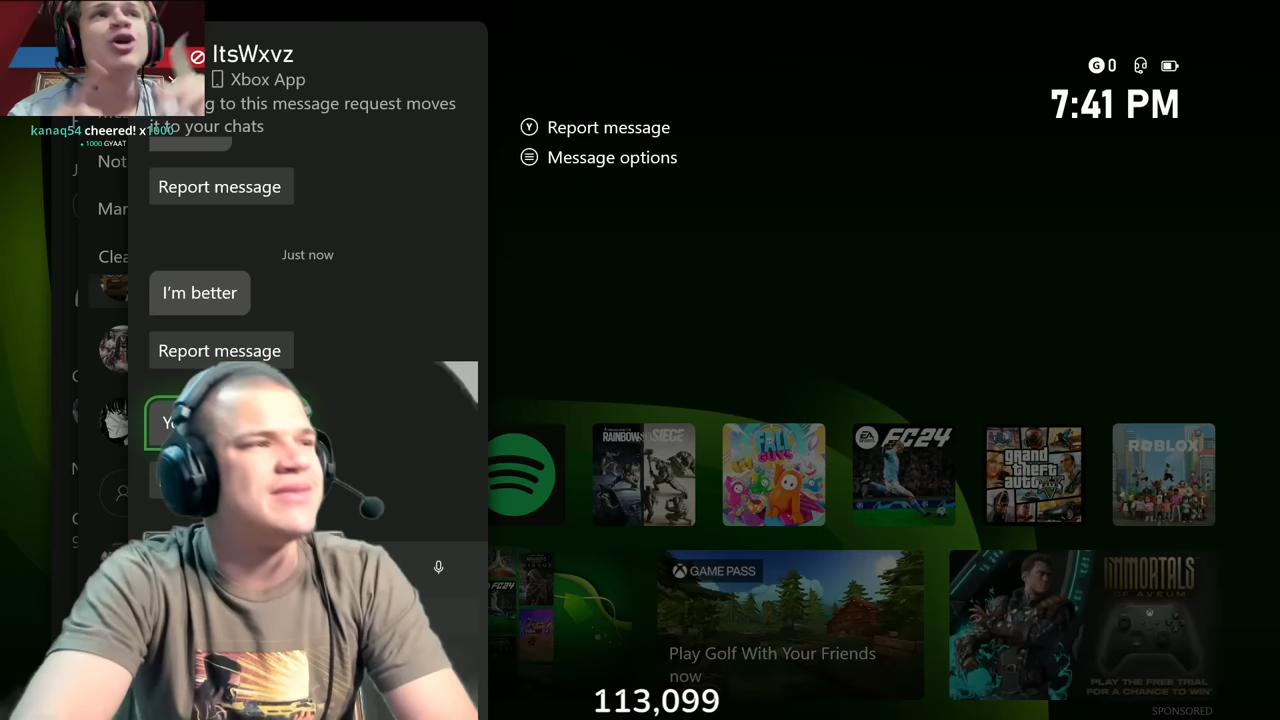 ItsWxvz
Xbox App
g to this message request moves
it to your chats
kanaq54 cheered! x1000
1000 GYAAT
Not
Mar
Clea
Report message
Just now
I'm better
Report message
Report message
Message options
G 0
7:41 PM
RAINBOW SIEGE
FALL GUYS
EA SPORTS
FC24
grand
theft
auto
ROBLOX
FC24
GAME PASS
Play Golf With Your Friends
now
IMMORTALS
OF AVEUM
PLAY THE FREE TRIAL
FOR A CHANCE TO WIN*
SPONSORED
113,099